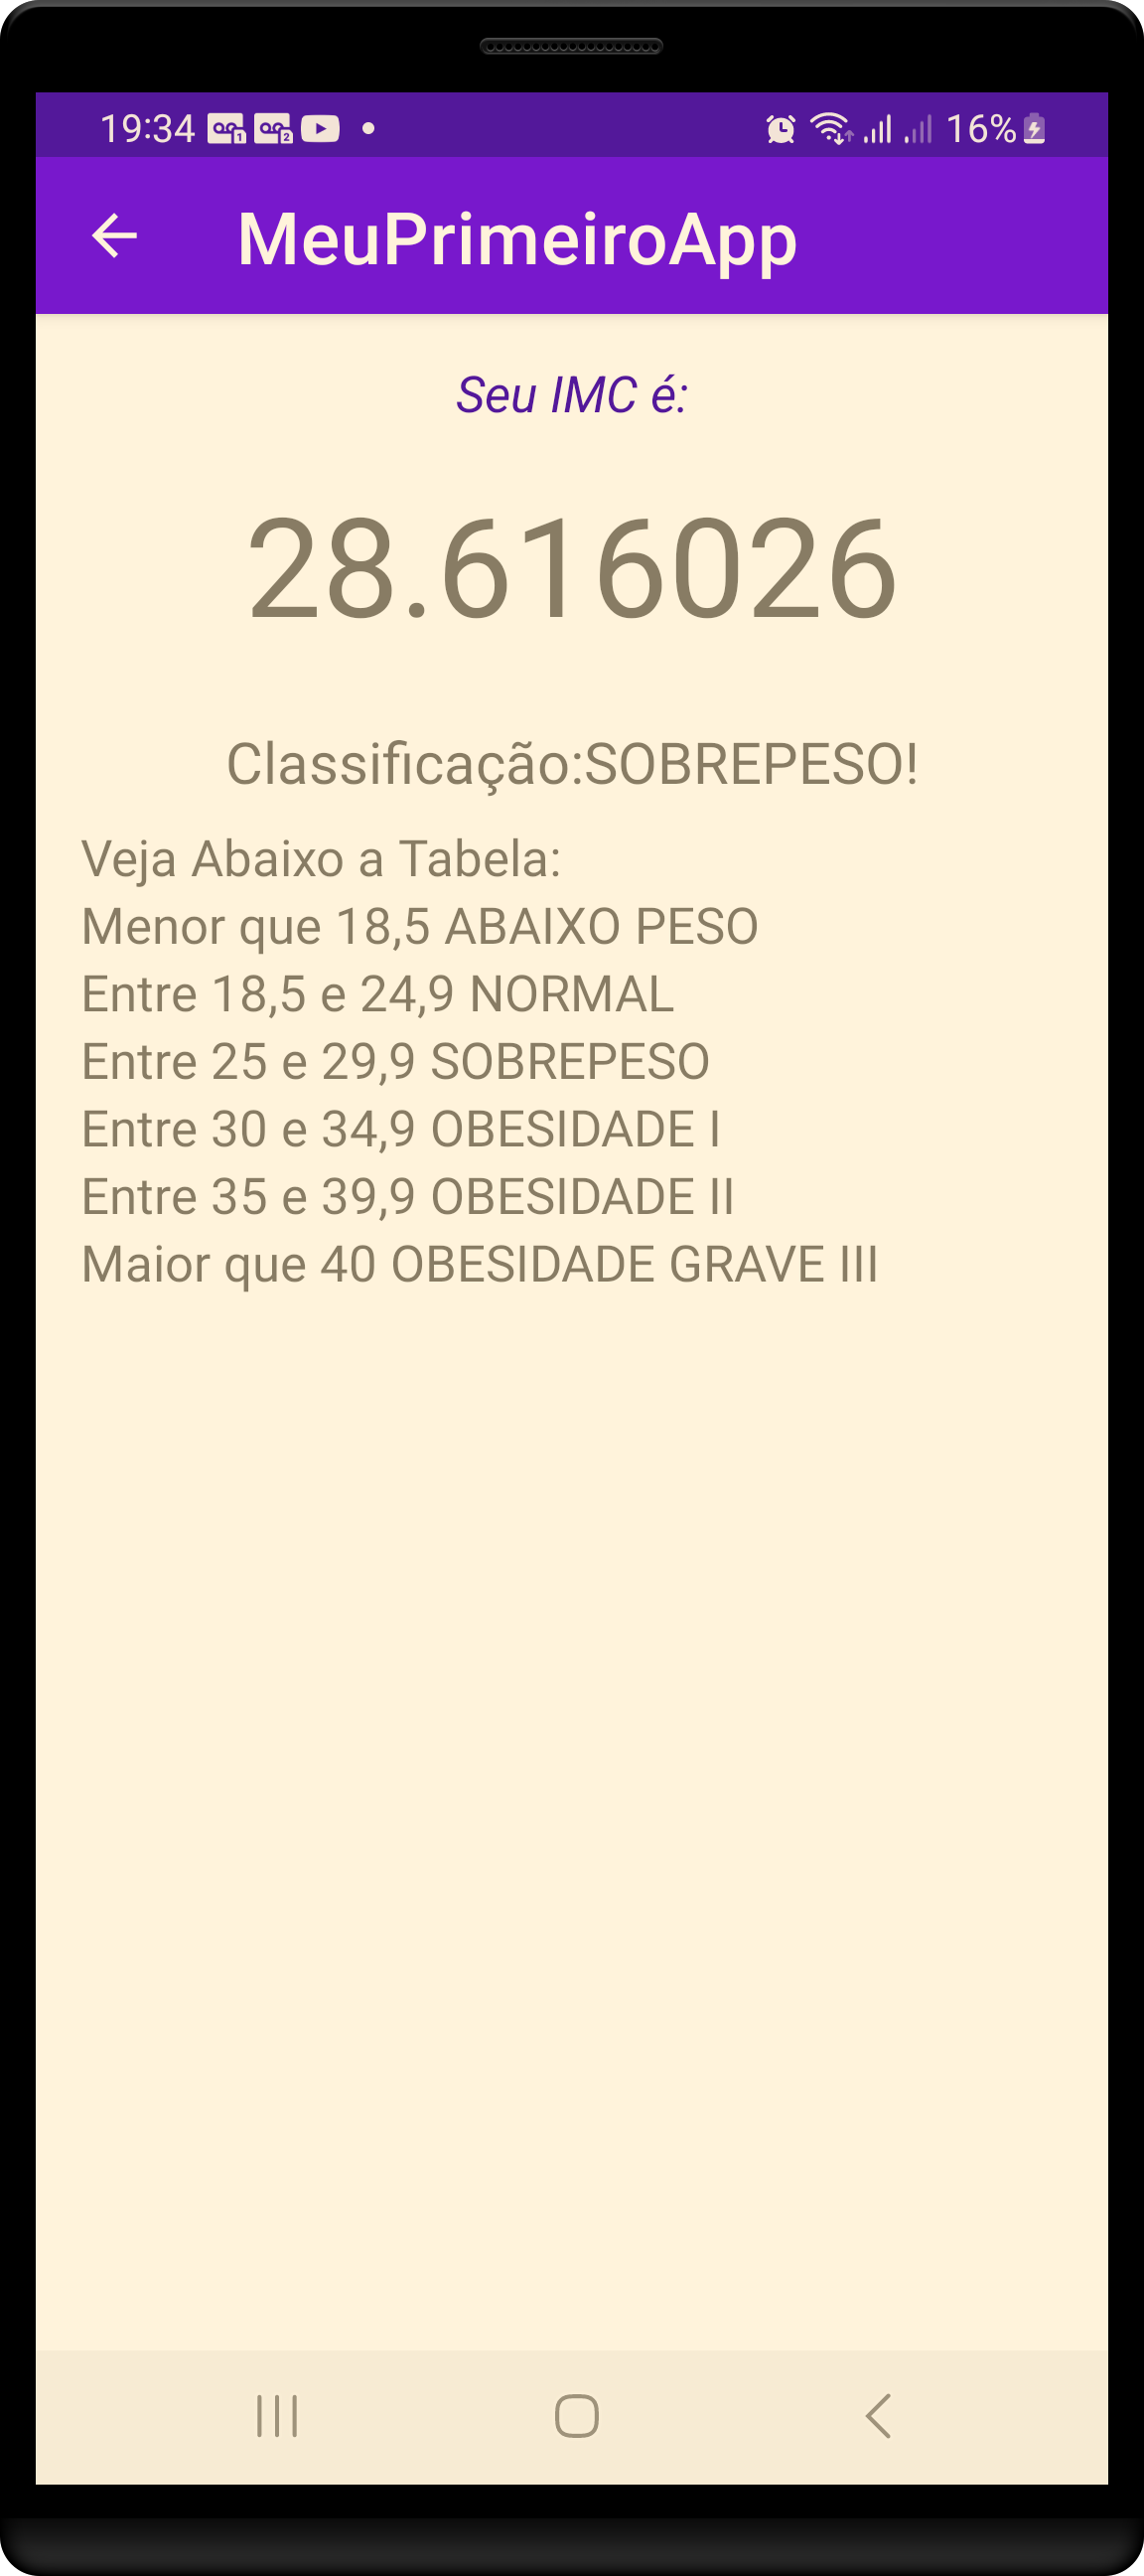 19:34
16%
MeuPrimeiroApp
Seu IMC é:
28.616026
Classificação:SOBREPESO!
Veja Abaixo a Tabela:
Menor que 18,5 ABAIXO PESO
Entre 18,5 e 24,9 NORMAL
Entre 25 e 29,9 SOBREPESO
Entre 30 e 34,9 OBESIDADE I
Entre 35 e 39,9 OBESIDADE II
Maior que 40 OBESIDADE GRAVE III